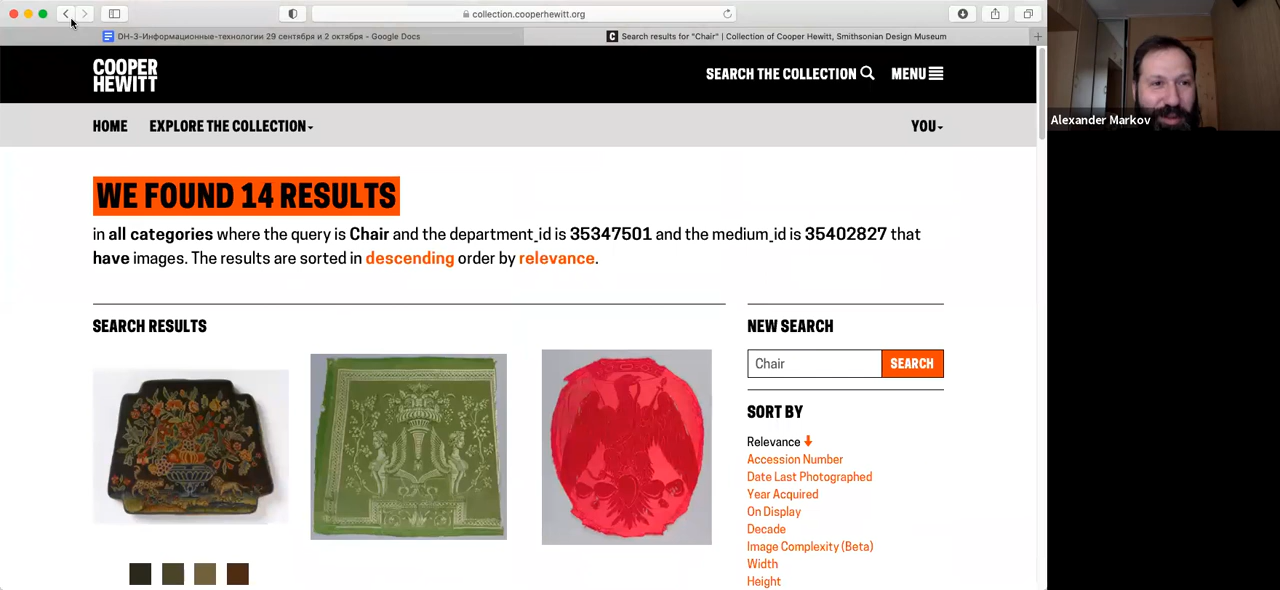 collection.cooperhewitt.org
DH-3-Информационные-технологии 29 сентября и 2 октября - Google Docs
C Search results for "Chair" | Collection of Cooper Hewitt, Smithsonian Design Museum
COOPER
HEWITT
SEARCH THE COLLECTION
MENU
HOME
EXPLORE THE COLLECTION
YOU
WE FOUND 14 RESULTS
in all categories where the query is Chair and the department_id is 35347501 and the medium_id is 35402827 that
have images. The results are sorted in descending order by relevance.
SEARCH RESULTS
NEW SEARCH
Chair
SEARCH
SORT BY
Relevance
Accession Number
Date Last Photographed
Year Acquired
On Display
Decade
Image Complexity (Beta)
Width
Height
Alexander Markov